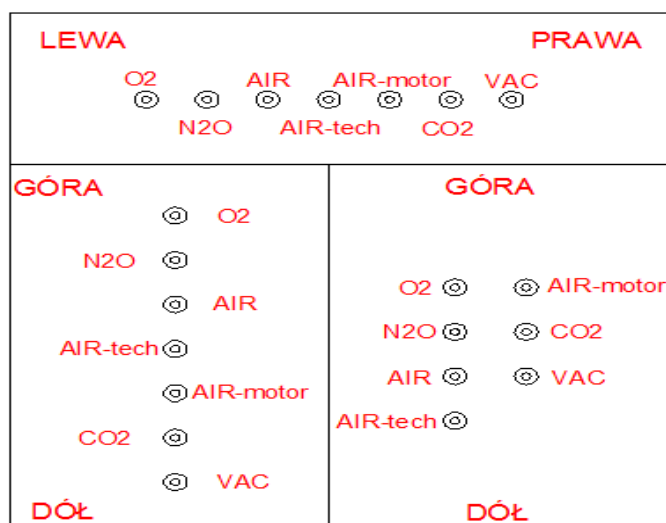 LEWA PRAWA
O2 AIR AIR-motor VAC
N2O AIR-tech CO2
GÓRA
O2
N2O
AIR
AIR-tech
AIR-motor
CO2
VAC
DÓŁ
GÓRA
O2 AIR-motor
N2O CO2
AIR VAC
AIR-tech
DÓŁ